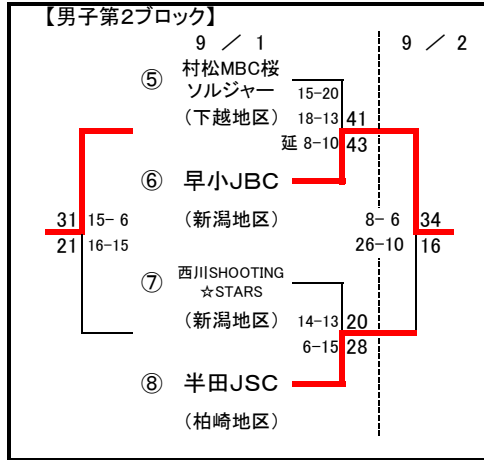 【男子第2ブロック】
9 ／ 1
9 ／ 2
⑤ 村松MBC桜
ソルジャー
15-20
(下越地区)
18-13 41
延 8-10 43
⑥ 早小JBC
31 15- 6
(新潟地区)
8- 6 34
21 16-15
26-10 16
⑦ 西川SHOOTING
☆STARS
(新潟地区)
14-13 20
6-15 28
⑧ 半田JSC
(柏崎地区)